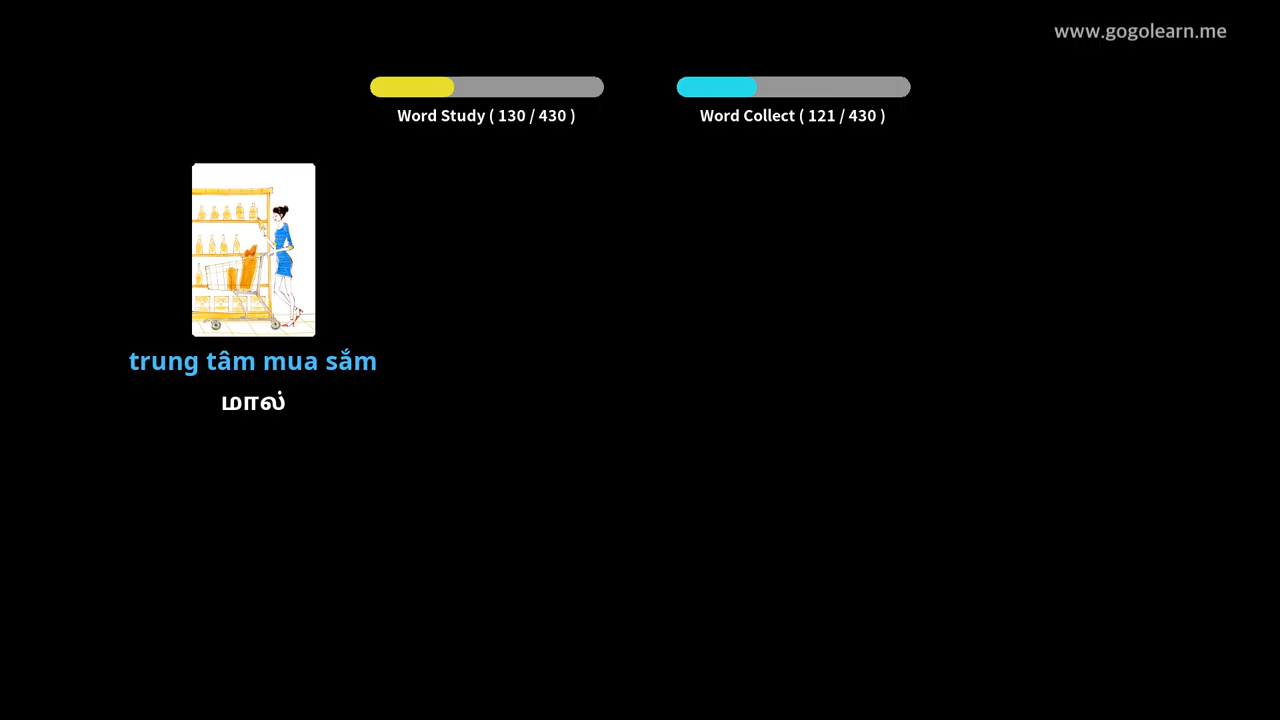 www.gogolearn.me
Word Study ( 130 / 430 )
Word Collect ( 121 / 430 )
trung tâm mua sắm
மால்